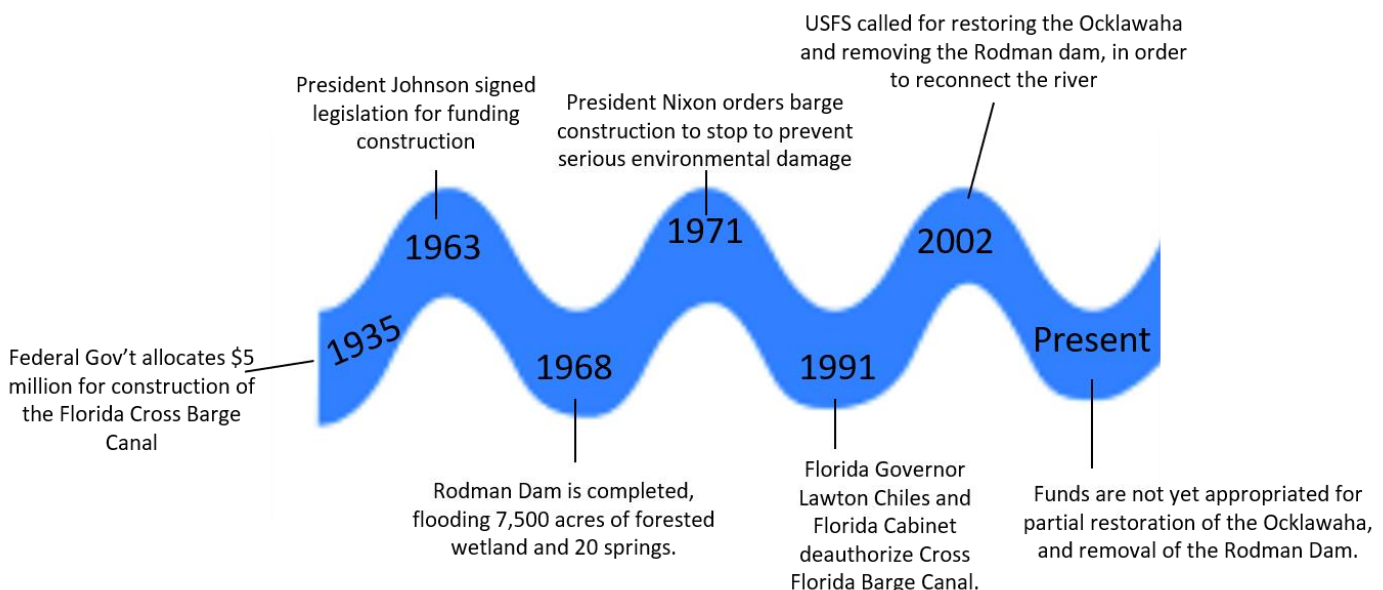 1935
Federal Gov't allocates $5
million for construction of
the Florida Cross Barge
Canal
President Johnson signed
legislation for funding
construction
1963
1968
Rodman Dam is completed,
flooding 7,500 acres of forested
wetland and 20 springs.
President Nixon orders barge
construction to stop to prevent
serious environmental damage
1971
1991
Florida Governor
Lawton Chiles and
Florida Cabinet
deauthorize Cross
Florida Barge Canal.
USFS called for restoring the Ocklawaha
and removing the Rodman dam, in order
to reconnect the river
2002
Present
Funds are not yet appropriated for
partial restoration of the Ocklawaha,
and removal of the Rodman Dam.